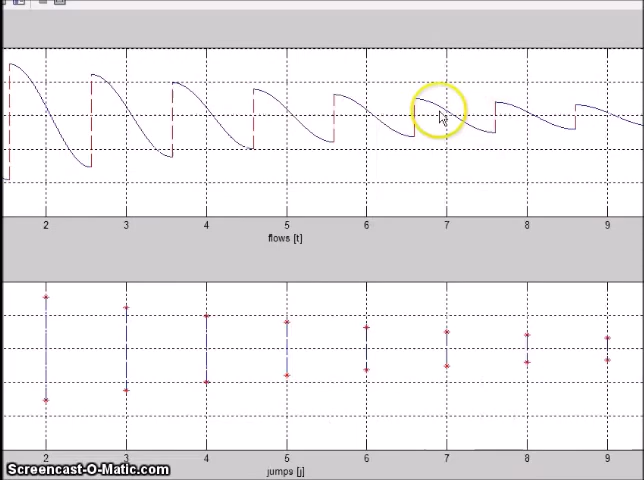 2 3 4 5 6 7 8 9
flows [t]
2 3 4 5 6 7 8 9
jumps [j]
Screencast-O-Matic.com